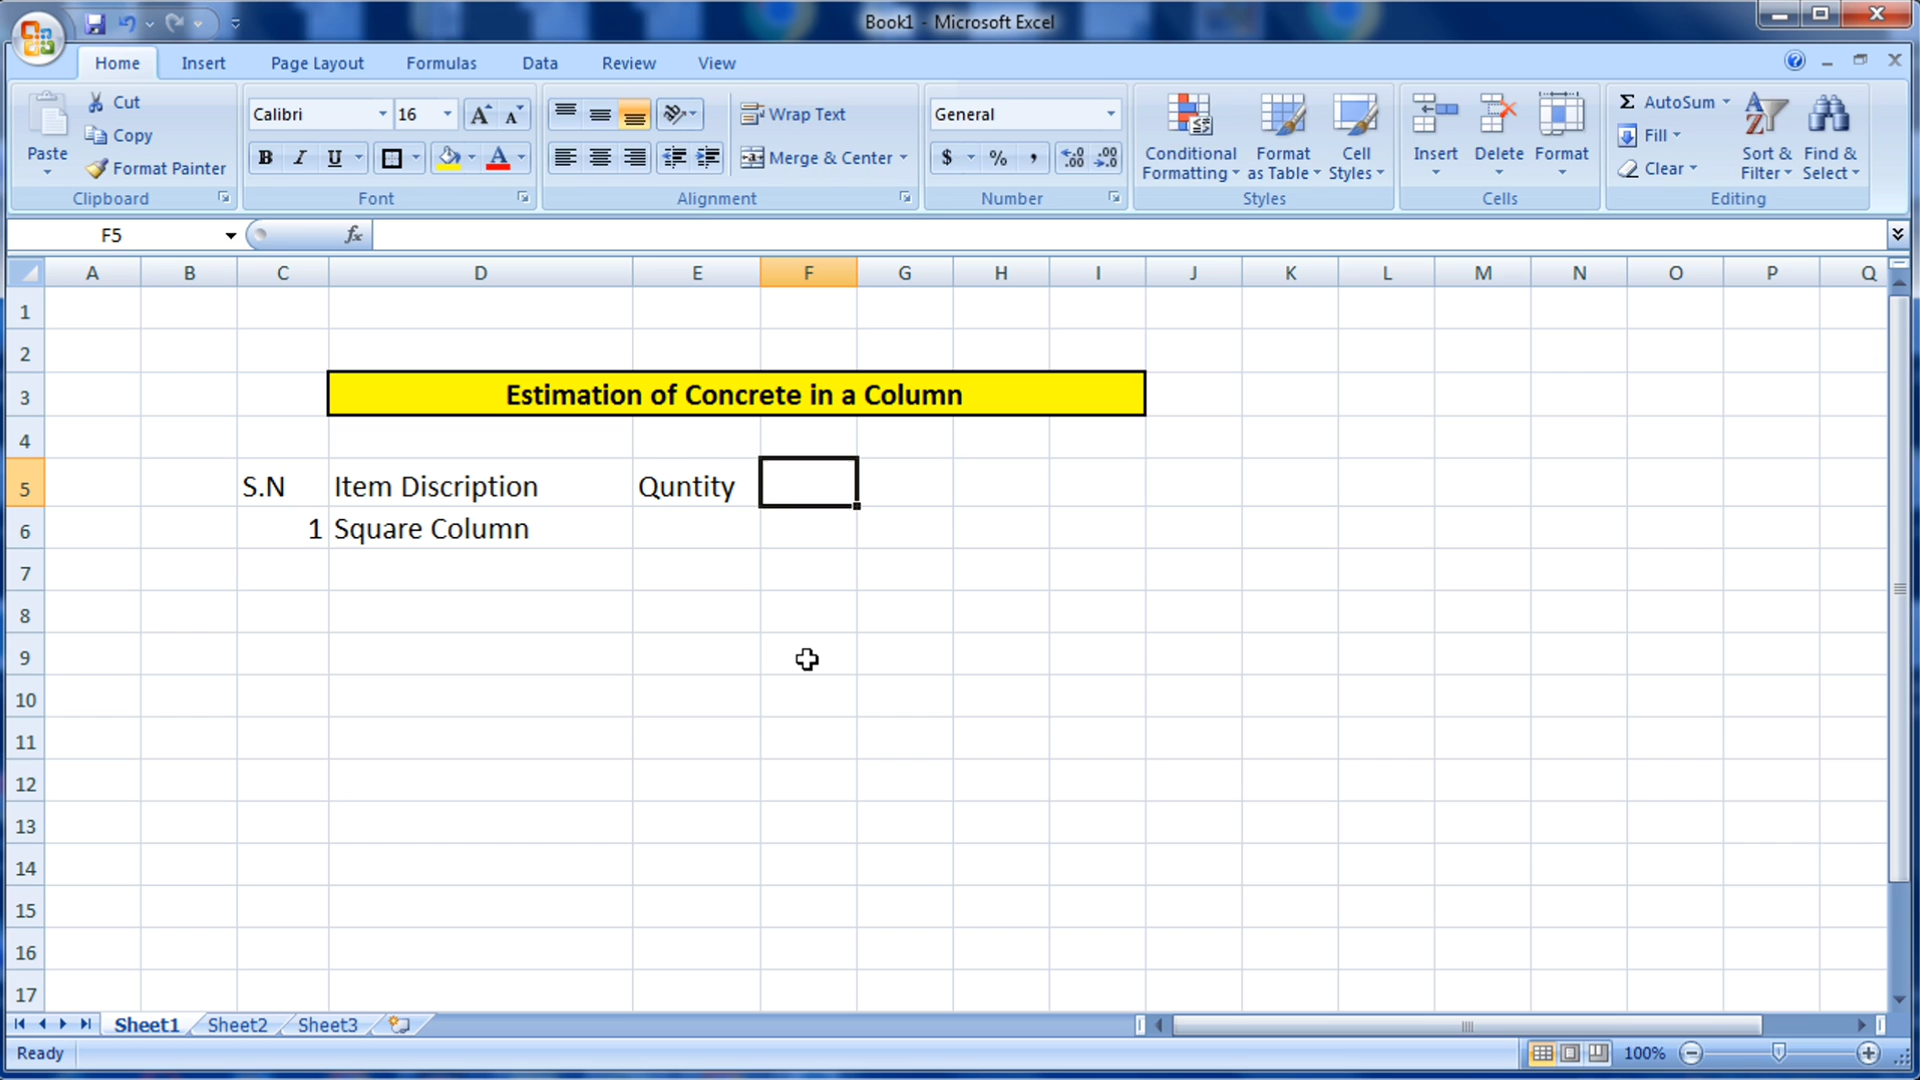 Book1 - Microsoft Excel
Home Insert Page Layout Formulas Data Review View
Paste
Cut
Copy
Format Painter
Clipboard
Calibri 16
B I U A
Font
Wrap Text
Merge & Center
Alignment
General
$ % ,
Number
Conditional Formatting
Format as Table
Cell Styles
Styles
Insert Delete Format
Cells
Σ AutoSum
Fill
Clear
Sort & Filter
Find & Select
Editing
F5 fx
A B C D E F G H I J K L M N O P Q
1
2
3 Estimation of Concrete in a Column
4
5 S.N Item Discription Quntity
6 1 Square Column
7
8
9
10
11
12
13
14
15
16
17
Sheet1 Sheet2 Sheet3
Ready 100%